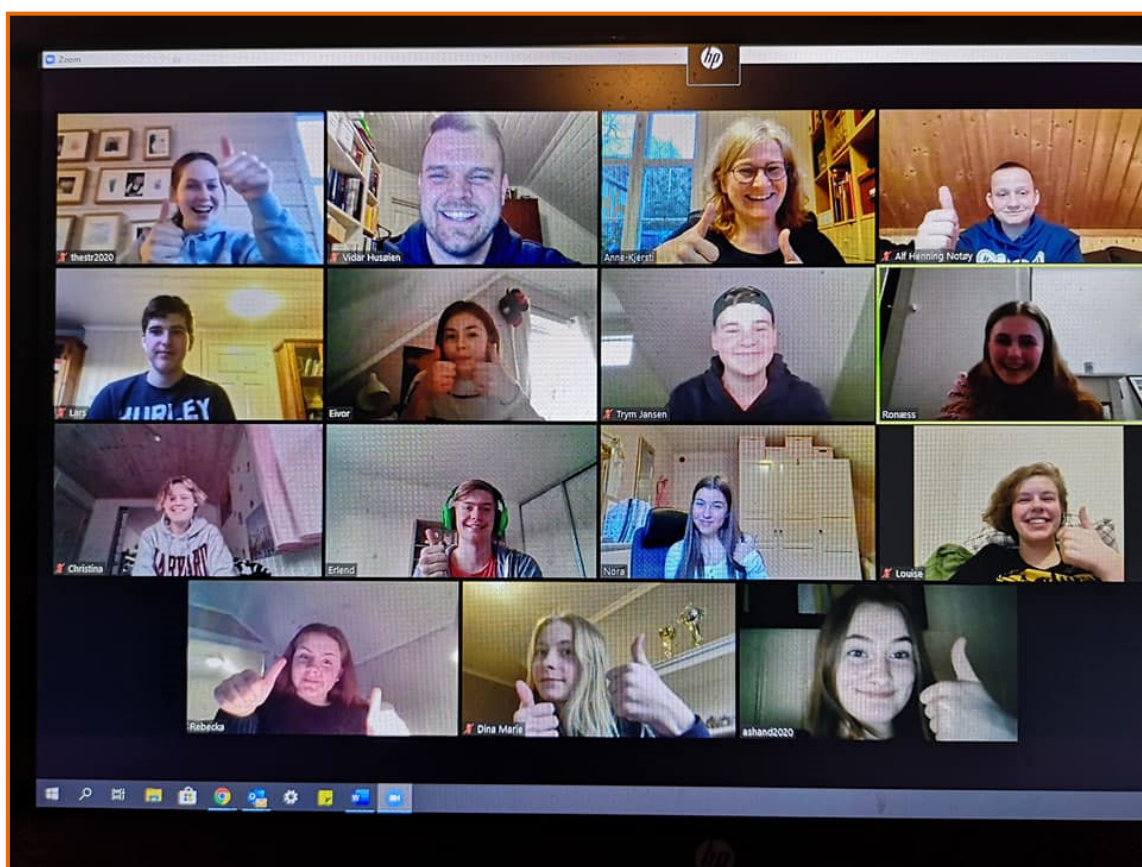 Zoom
hp
thestr2020
Vidar Husøien
Anne-Kjersti
Alf Henning Notøy
HURLEY
Lars
Eivor
Trym Jansen
Ronæss
HARVARD
Christina
Erlend
Nora
Louise
Rebecka
Dina Marie
ashand2020
W
hp